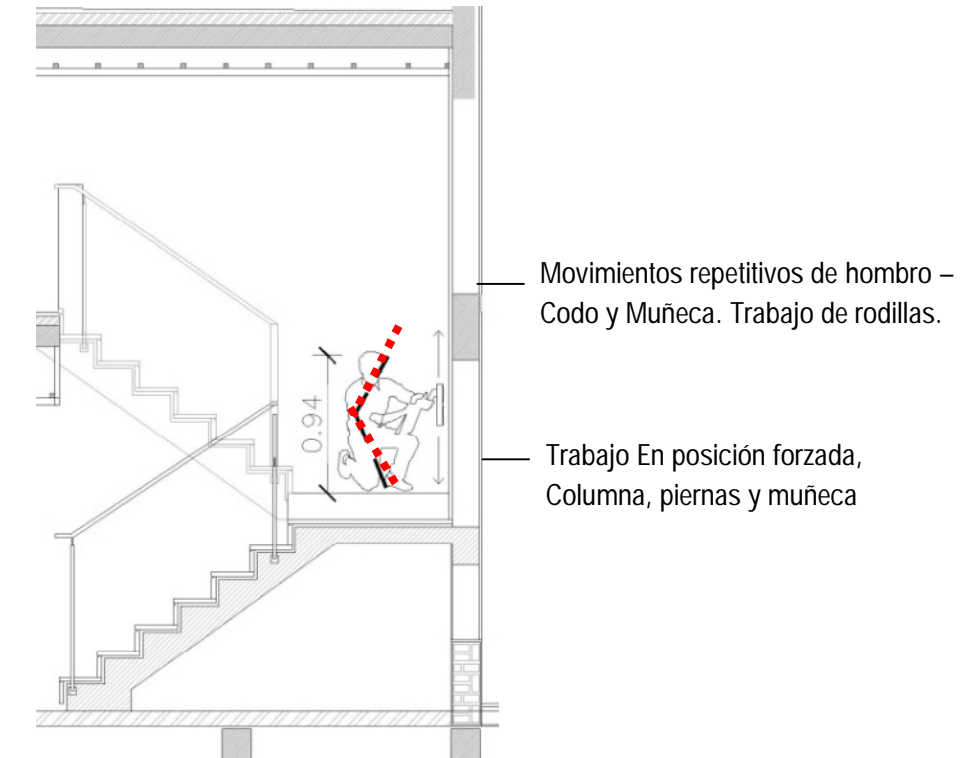 Movimientos repetitivos de hombro –
Codo y Muñeca. Trabajo de rodillas.
0.94
Trabajo En posición forzada,
Columna, piernas y muñeca